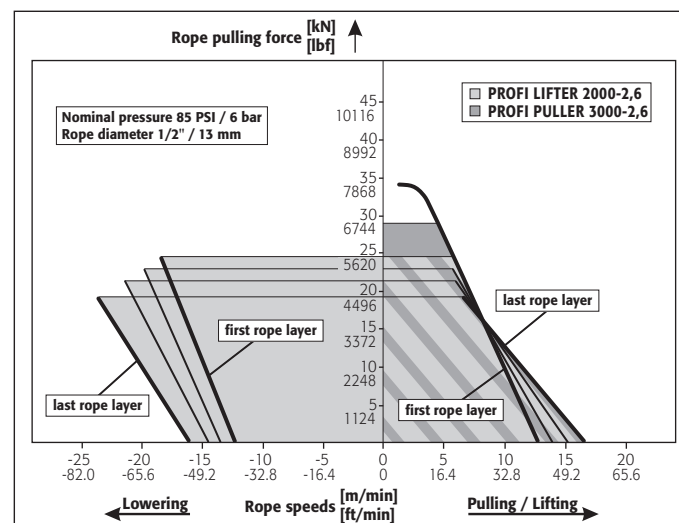 Rope pulling force [kN]
[lbf]
Nominal pressure 85 PSI / 6 bar
Rope diameter 1/2" / 13 mm
PROFI LIFTER 2000-2,6
PROFI PULLER 3000-2,6
45
10116
40
8992
35
7868
30
6744
25
5620
20
4496
15
3372
10
2248
5
1124
last rope layer
first rope layer
last rope layer
first rope layer
-25 -20 -15 -10 -5 0 5 10 15 20
-82.0 -65.6 -49.2 -32.8 -16.4 0 16.4 32.8 49.2 65.6
Lowering Rope speeds [m/min] Pulling / Lifting
[ft/min]